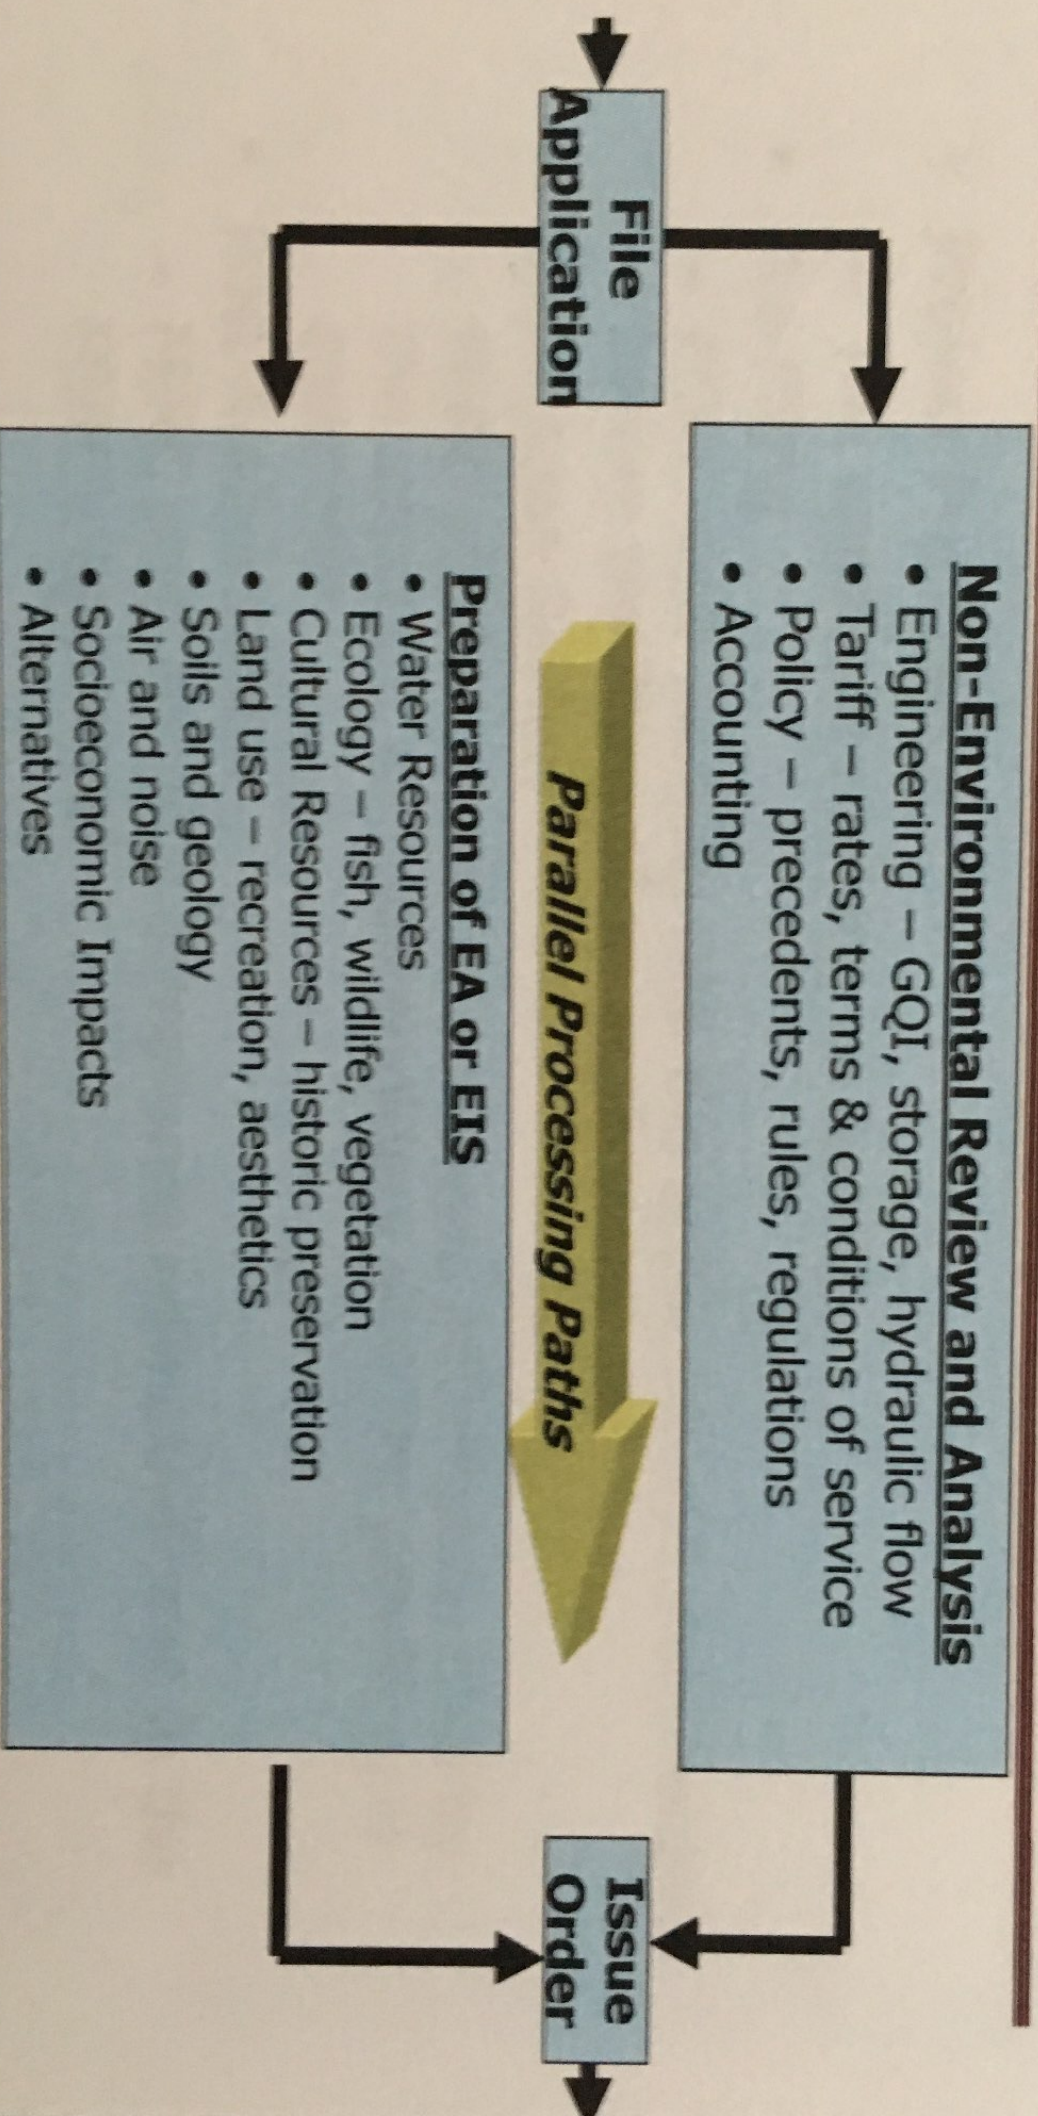 File
Application
Non-Environmental Review and Analysis
• Engineering – GQI, storage, hydraulic flow
• Tariff – rates, terms & conditions of service
• Policy – precedents, rules, regulations
• Accounting
Parallel Processing Paths
Preparation of EA or EIS
• Water Resources
• Ecology – fish, wildlife, vegetation
• Cultural Resources – historic preservation
• Land use – recreation, aesthetics
• Soils and geology
• Air and noise
• Socioeconomic Impacts
• Alternatives
Issue
Order